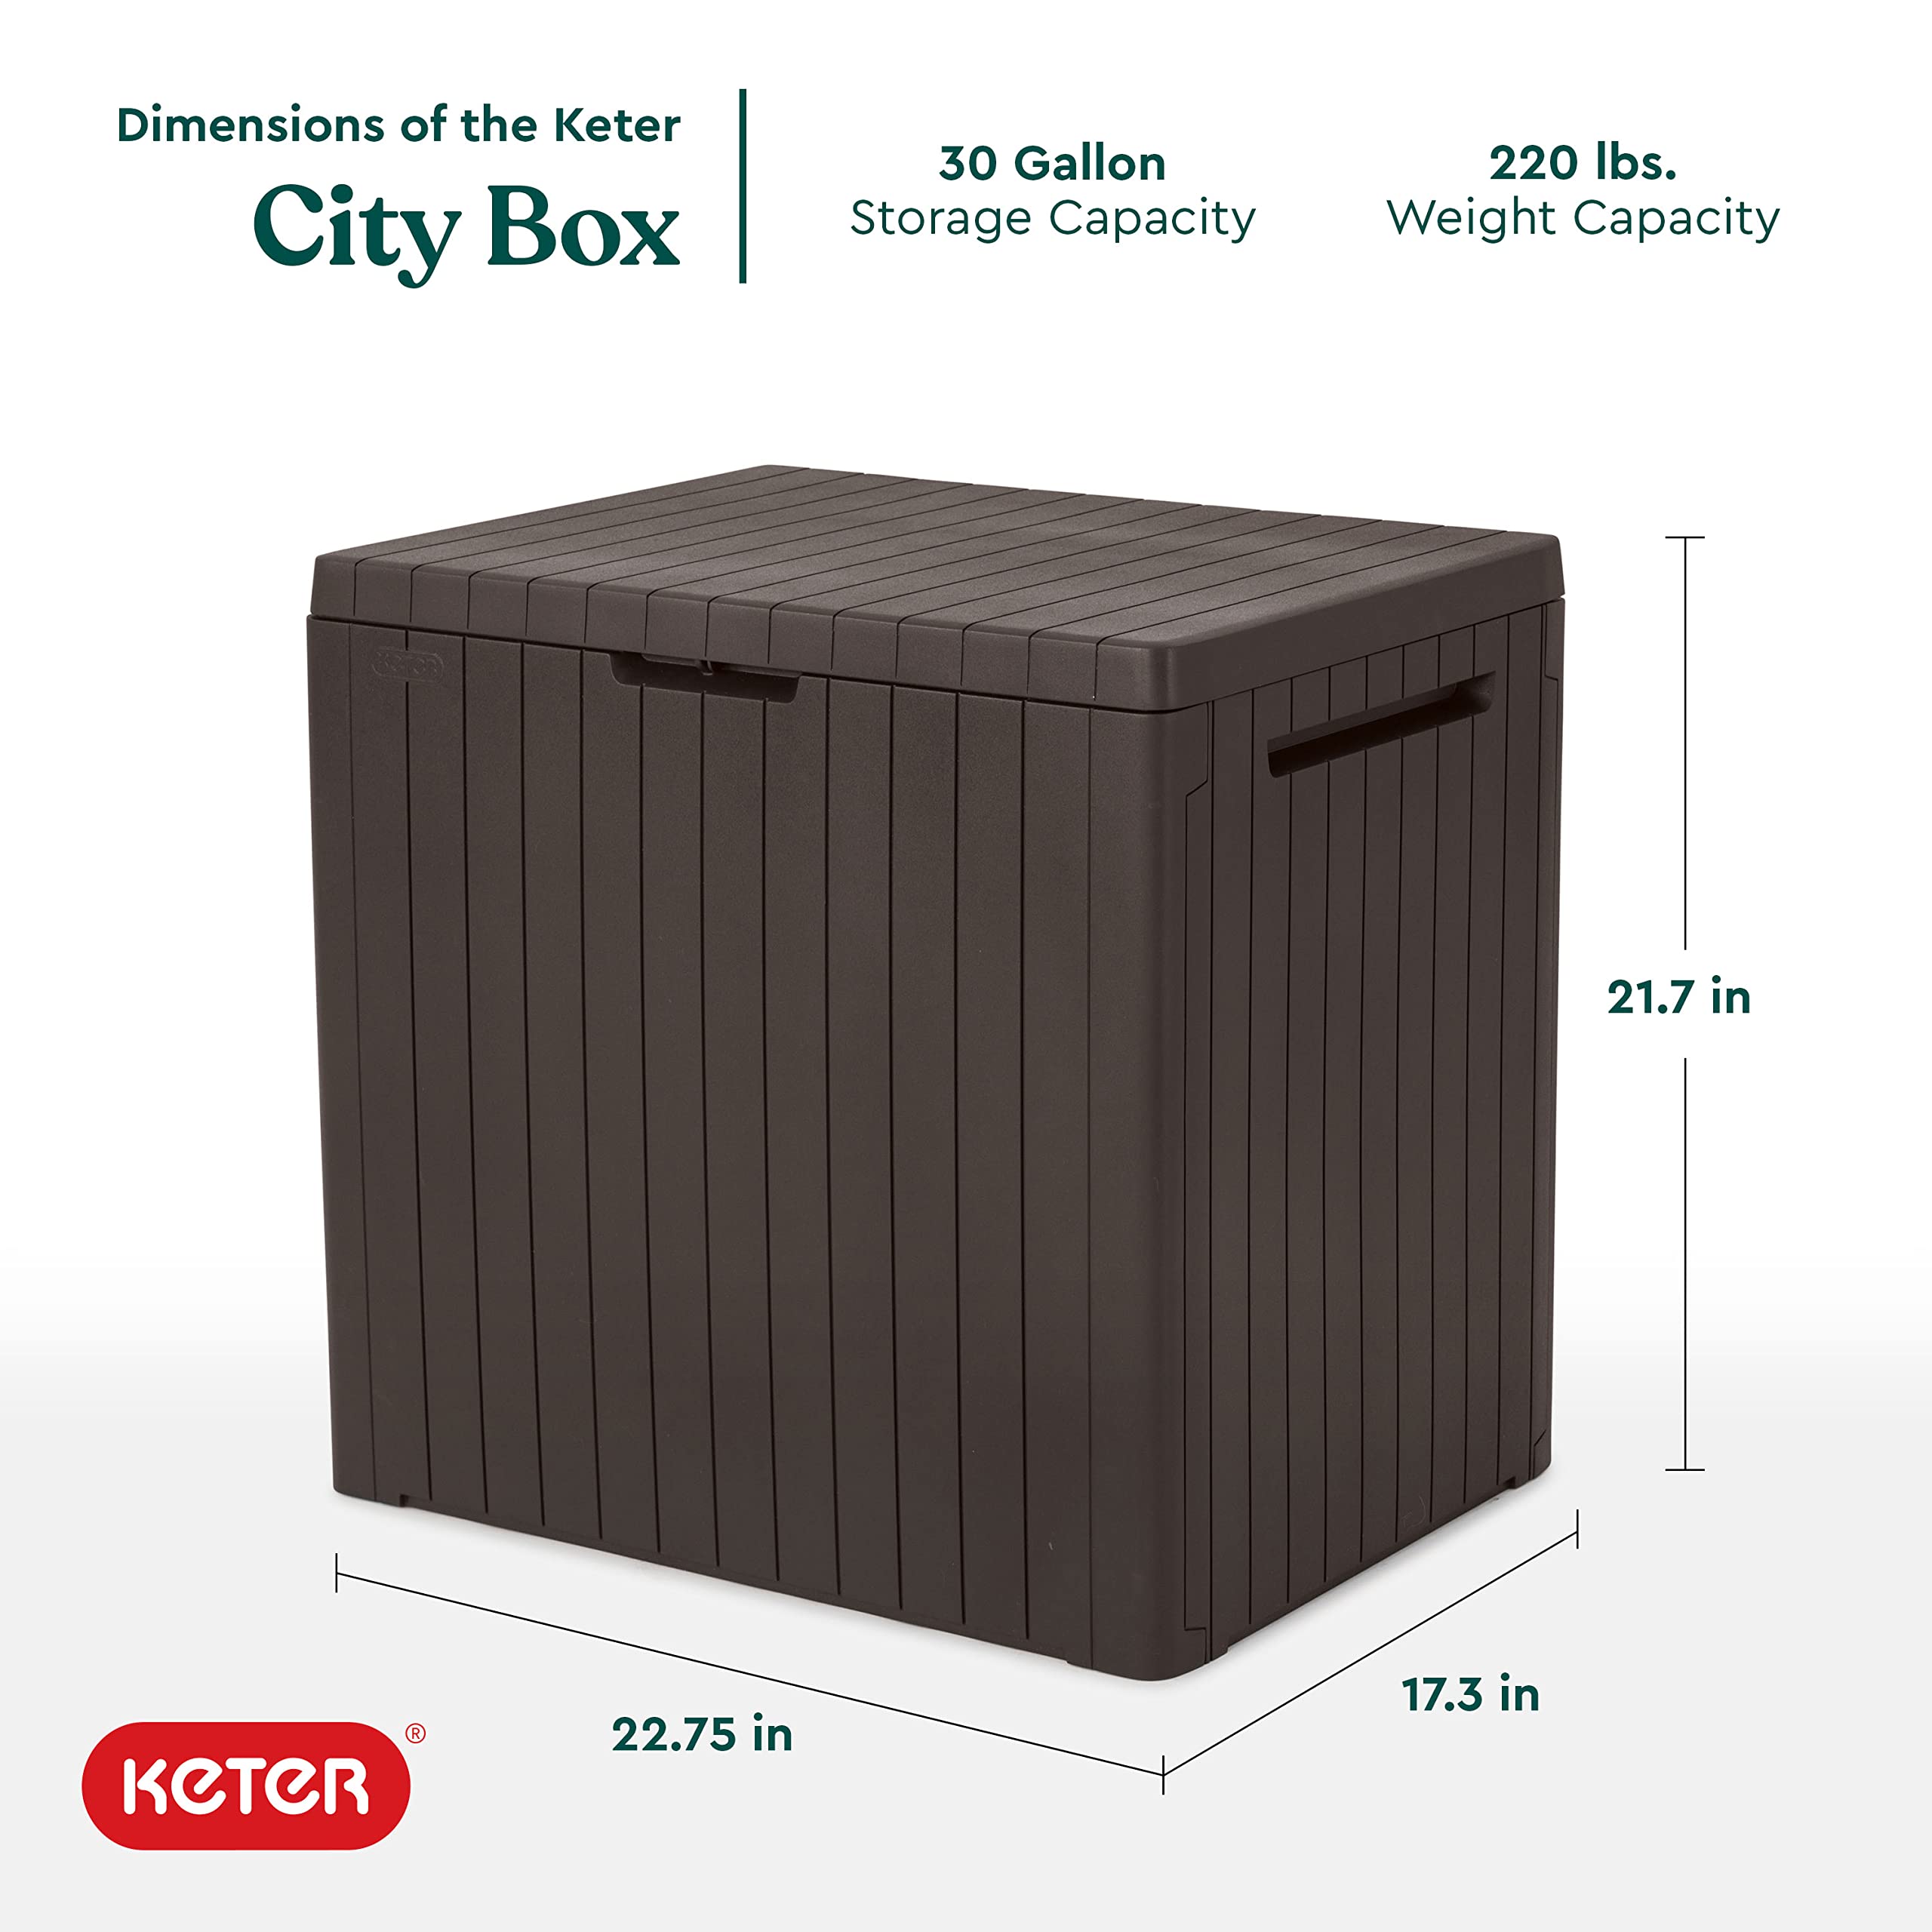 Dimensions of the Keter
City Box
30 Gallon
Storage Capacity
220 lbs.
Weight Capacity
KETER
21.7 in
17.3 in
22.75 in
KETER®